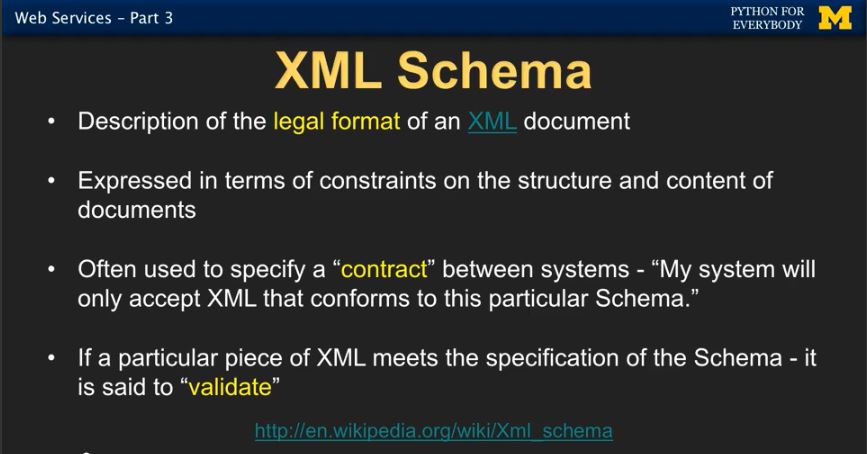 Web Services – Part 3
PYTHON FOR
EVERYBODY
M
XML Schema
• Description of the legal format of an XML document
• Expressed in terms of constraints on the structure and content of
documents
• Often used to specify a “contract” between systems - “My system will
only accept XML that conforms to this particular Schema.”
• If a particular piece of XML meets the specification of the Schema - it
is said to “validate”
http://en.wikipedia.org/wiki/Xml_schema